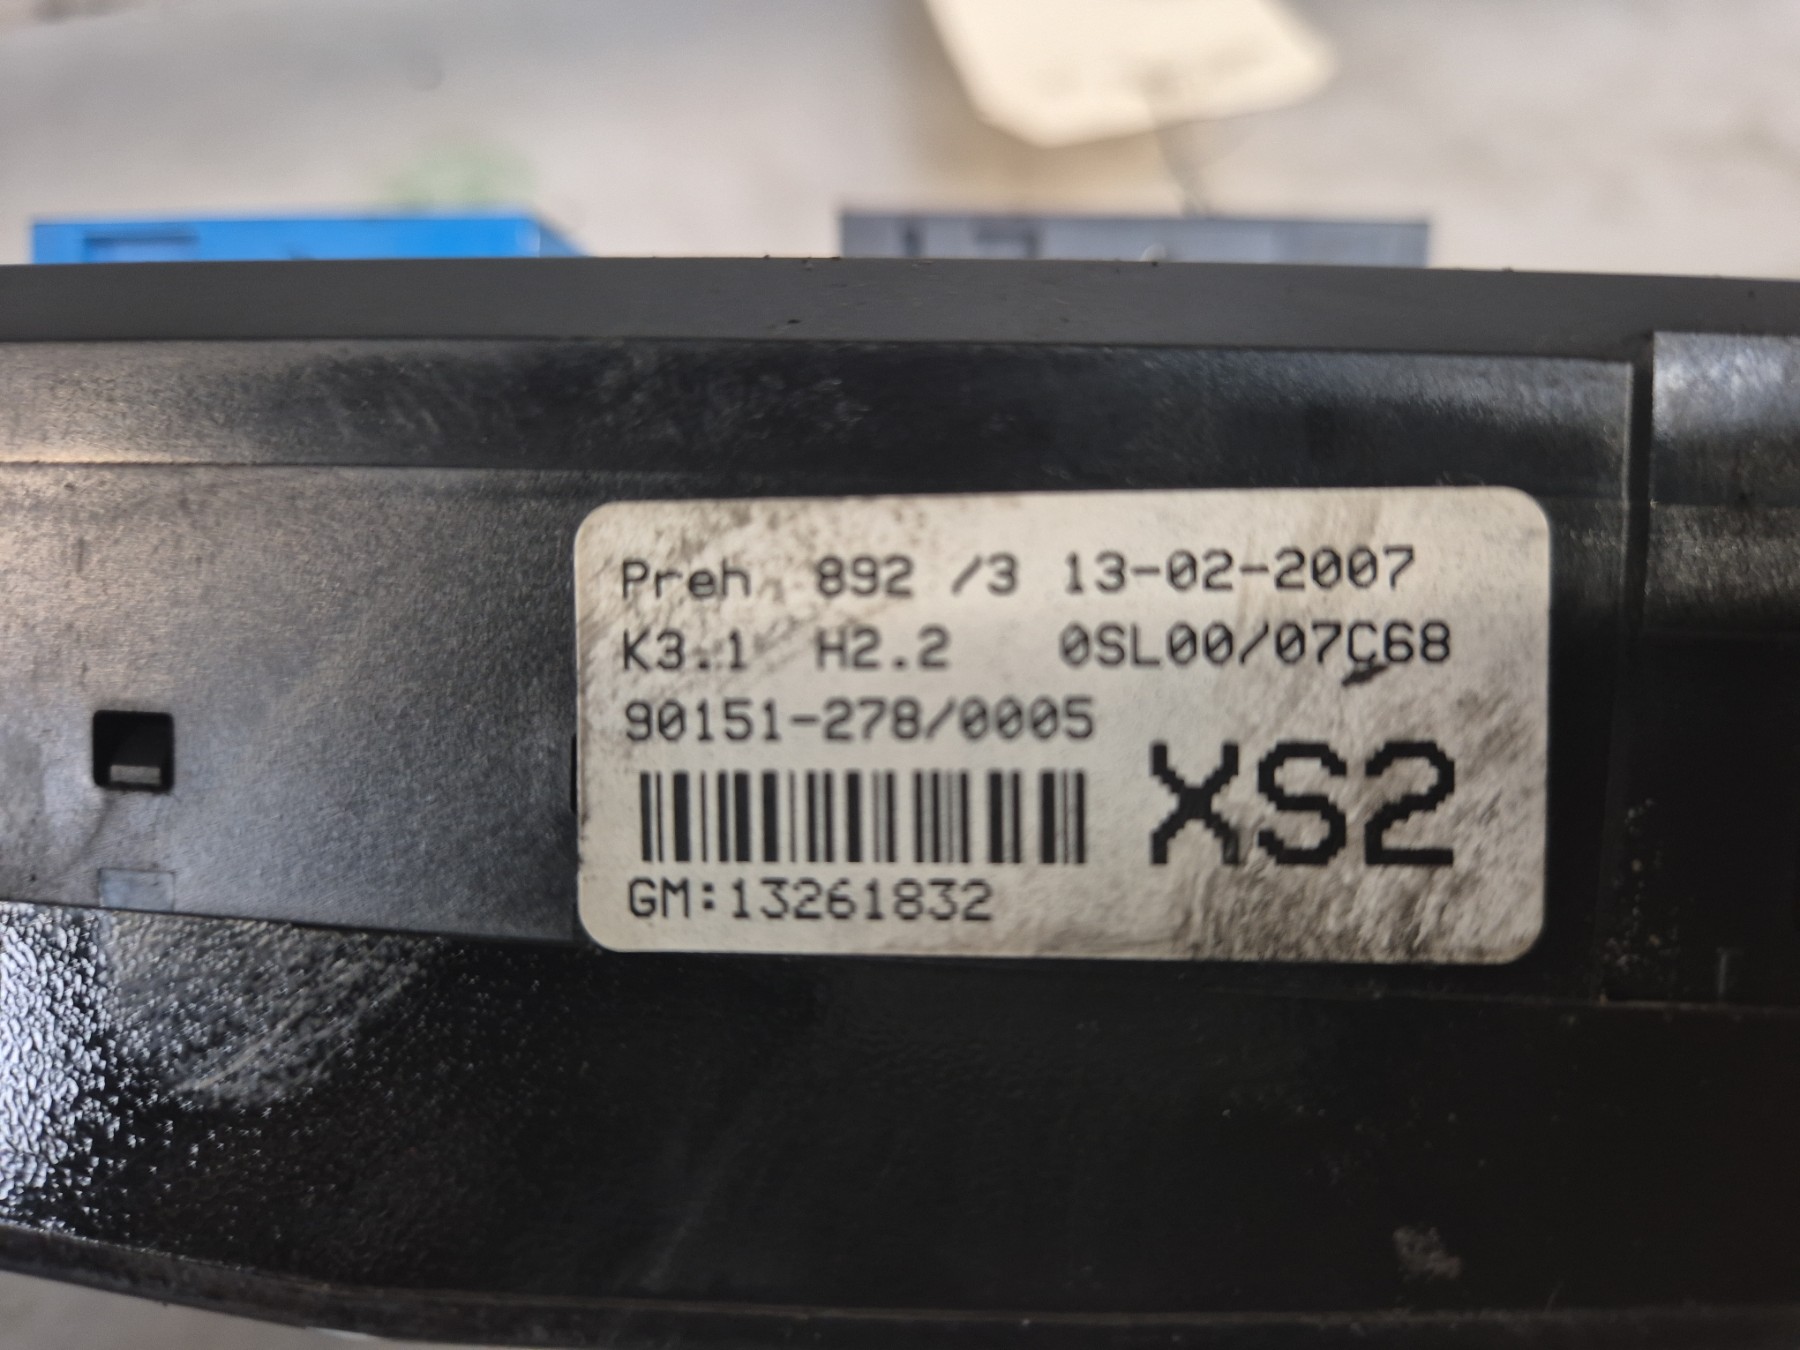 Preh 892 /3 13-02-2007
K3.1 H2.2 0SL00/07C68
90151-278/0005
XS2
GM:13261832